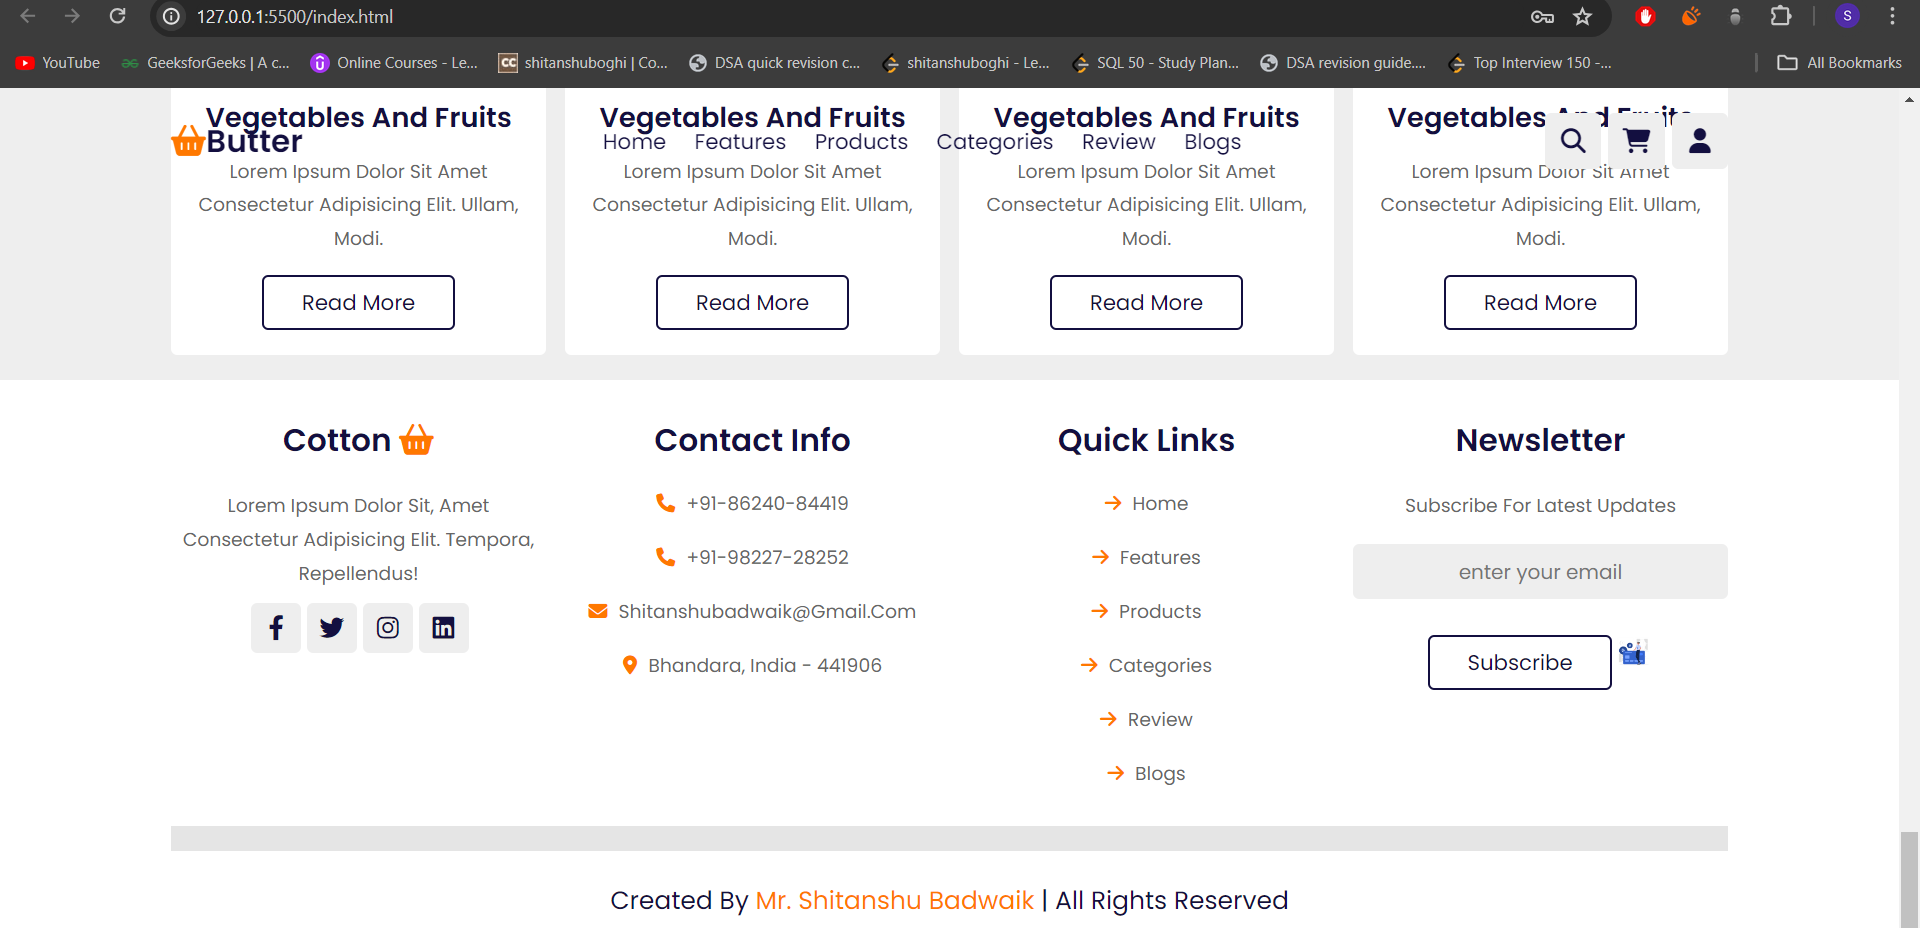 127.0.0.1:5500/index.html
S
YouTube
GeeksforGeeks | A c...
Online Courses - Le...
CC
shitanshuboghi | Co...
DSA quick revision c...
shitanshuboghi - Le...
SQL 50 - Study Plan...
DSA revision guide....
Top Interview 150 -...
All Bookmarks
Vegetables And Fruits
Vegetables And Fruits
Vegetables And Fruits
Vegetables And Fruits
Butter
Home
Features
Products
Categories
Review
Blogs
Lorem Ipsum Dolor Sit Amet
Consectetur Adipisicing Elit. Ullam,
Modi.
Read More
Lorem Ipsum Dolor Sit Amet
Consectetur Adipisicing Elit. Ullam,
Modi.
Read More
Lorem Ipsum Dolor Sit Amet
Consectetur Adipisicing Elit. Ullam,
Modi.
Read More
Lorem Ipsum Dolor Sit Amet
Consectetur Adipisicing Elit. Ullam,
Modi.
Read More
Cotton
Lorem Ipsum Dolor Sit, Amet
Consectetur Adipisicing Elit. Tempora,
Repellendus!
Contact Info
+91-86240-84419
+91-98227-28252
Shitanshubadwaik@Gmail.Com
Bhandara, India - 441906
Quick Links
Home
Features
Products
Categories
Review
Blogs
Newsletter
Subscribe For Latest Updates
enter your email
Subscribe
Created By Mr. Shitanshu Badwaik | All Rights Reserved